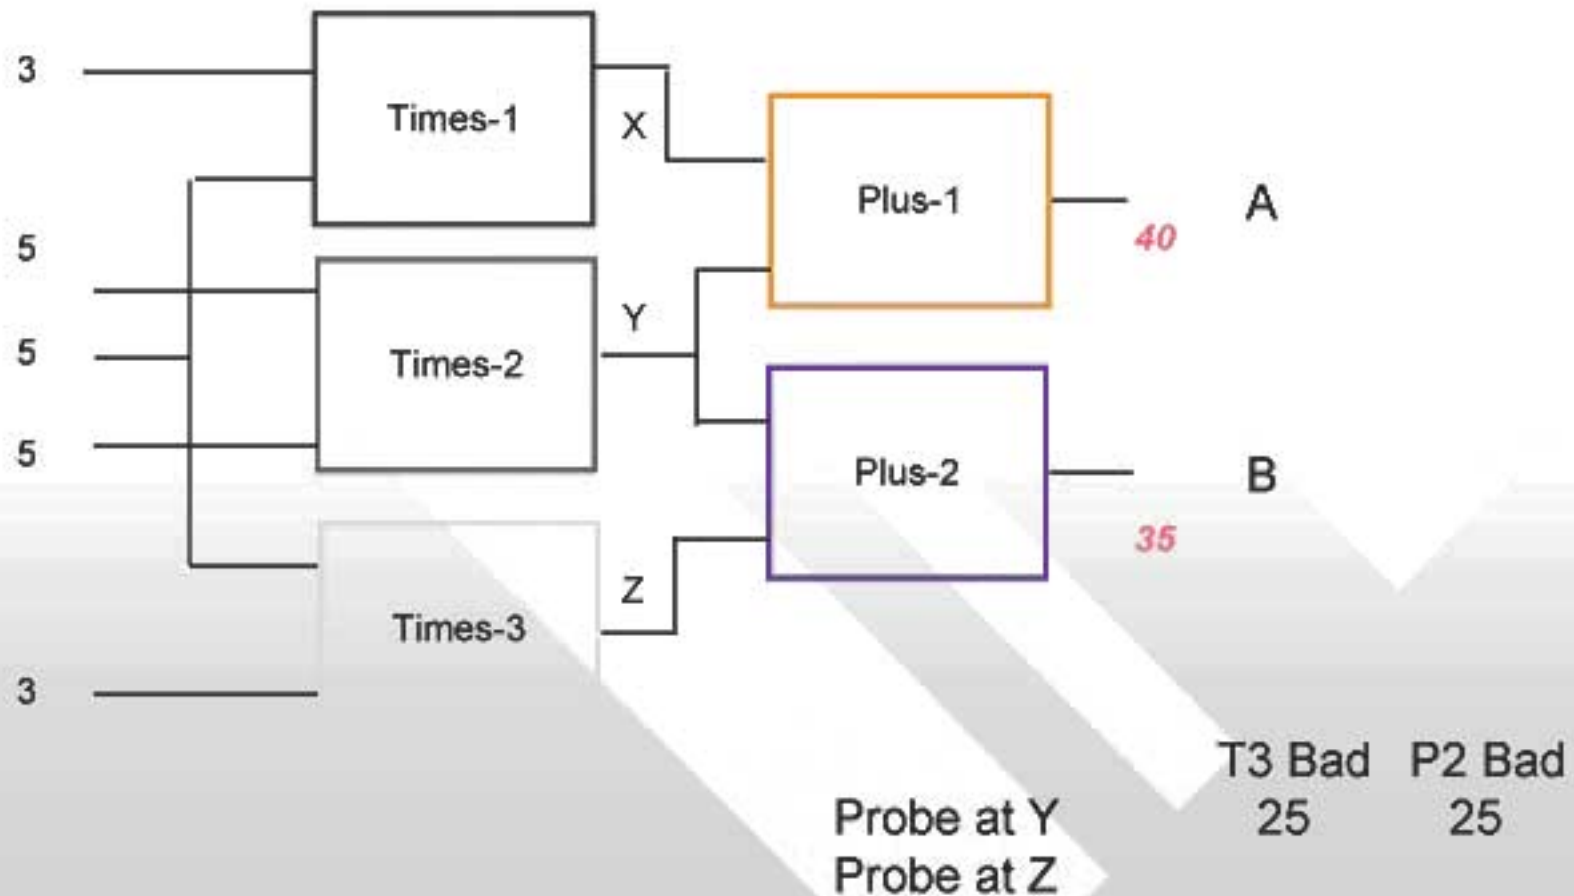 3
Times-1
X
Plus-1
A
40
5
Y
5
Times-2
5
Plus-2
B
35
Z
Times-3
3
T3 Bad P2 Bad
Probe at Y 25 25
Probe at Z